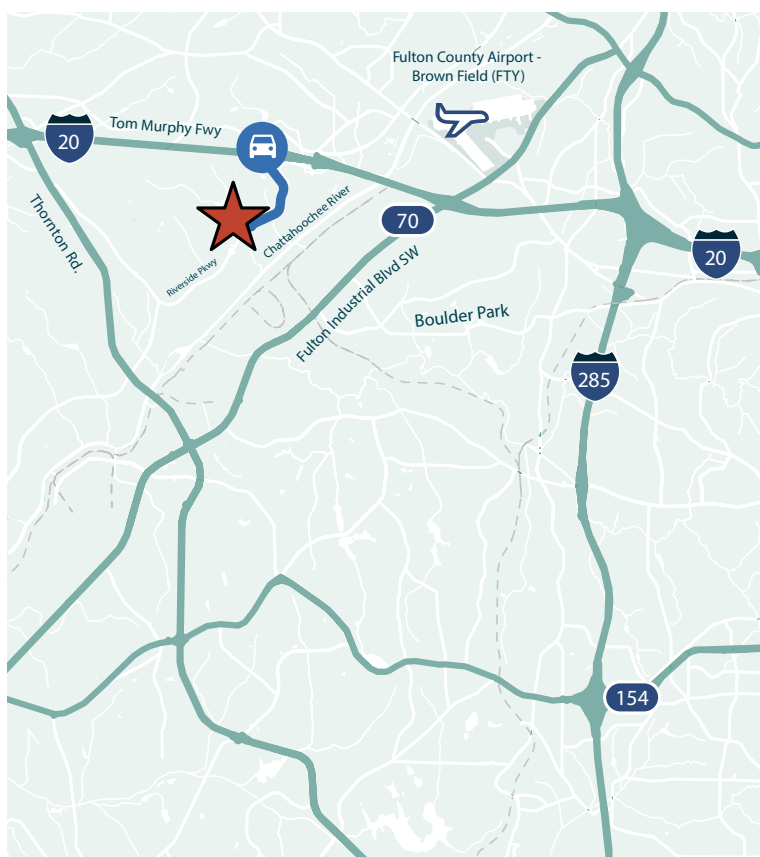 Fulton County Airport -
Brown Field (FTY)
20
Tom Murphy Fwy
Thornton Rd.
Chattahoochee River
70
Riverside Pkwy
20
Fulton Industrial Blvd SW
Boulder Park
285
154